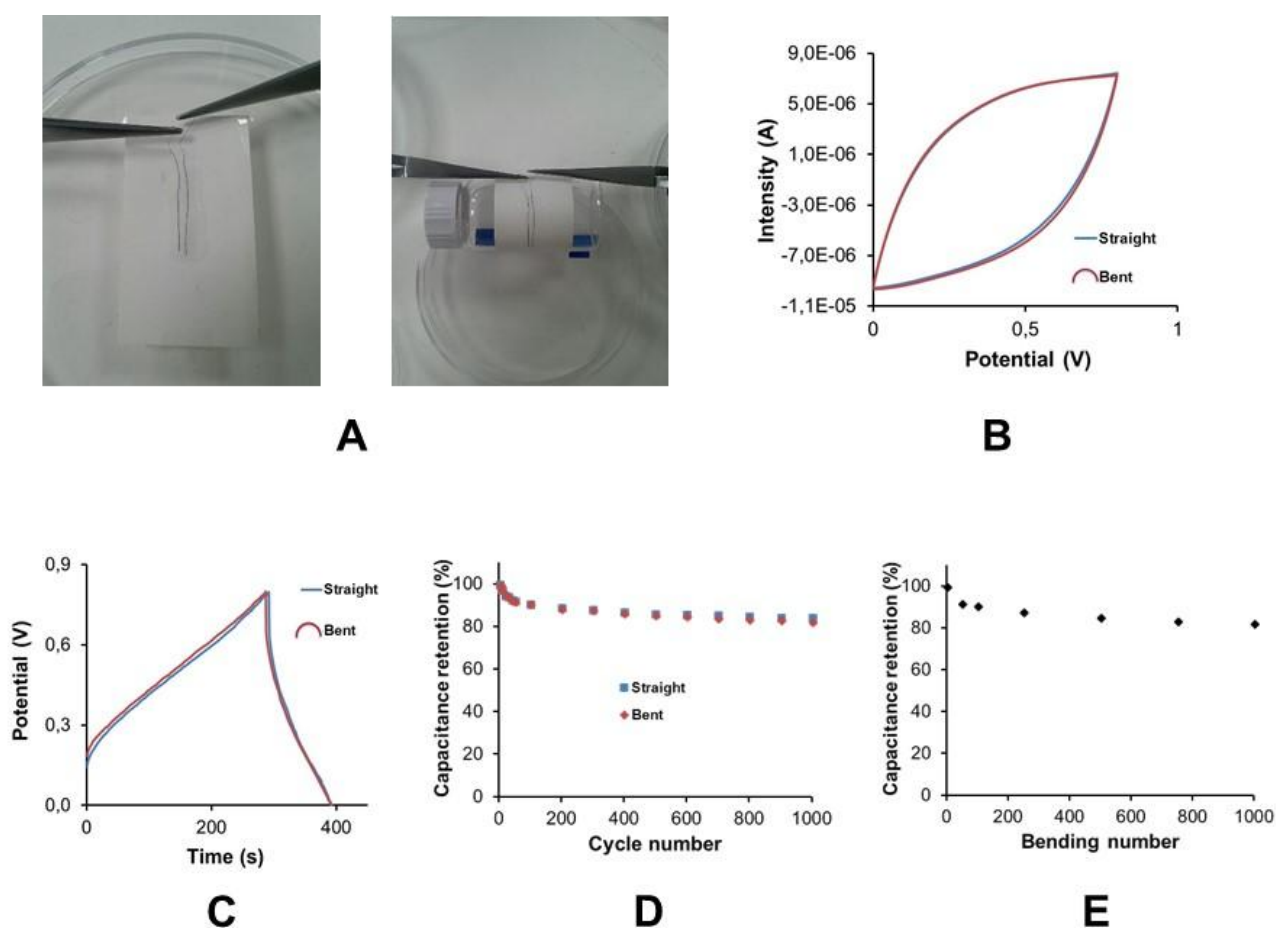 A
9,0E-06
5,0E-06
1,0E-06
-3,0E-06
-7,0E-06
-1,1E-05
Intensity (A)
0
0,5
1
Potential (V)
Straight
Bent
B
0,9
0,6
0,3
0,0
Potential (V)
0
200
400
Time (s)
Straight
Bent
C
100
80
60
40
20
0
Capacitance retention (%)
0
200
400
600
800
1000
Cycle number
Straight
Bent
D
100
80
60
40
20
0
Capacitance retention (%)
0
200
400
600
800
1000
Bending number
E